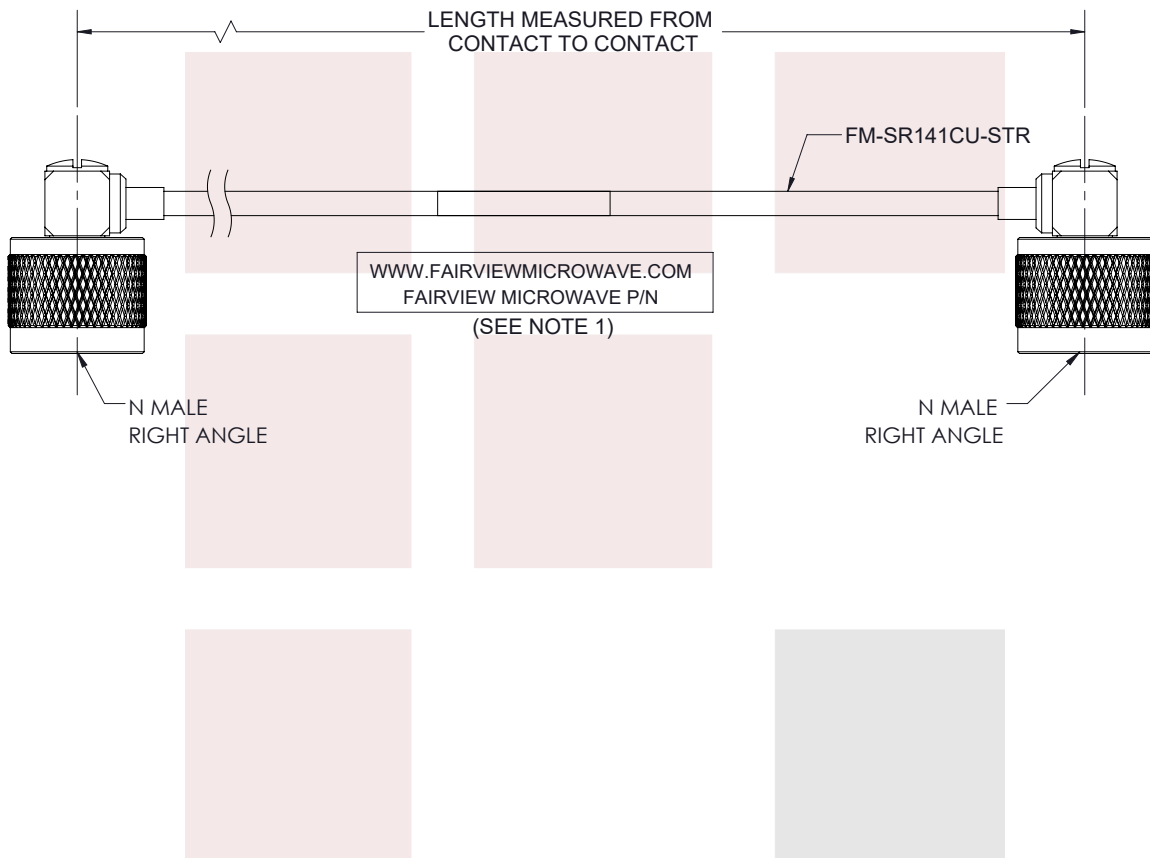 LENGTH MEASURED FROM
CONTACT TO CONTACT
FM-SR141CU-STR
WWW.FAIRVIEWMICROWAVE.COM
FAIRVIEW MICROWAVE P/N
(SEE NOTE 1)
N MALE
RIGHT ANGLE
N MALE
RIGHT ANGLE